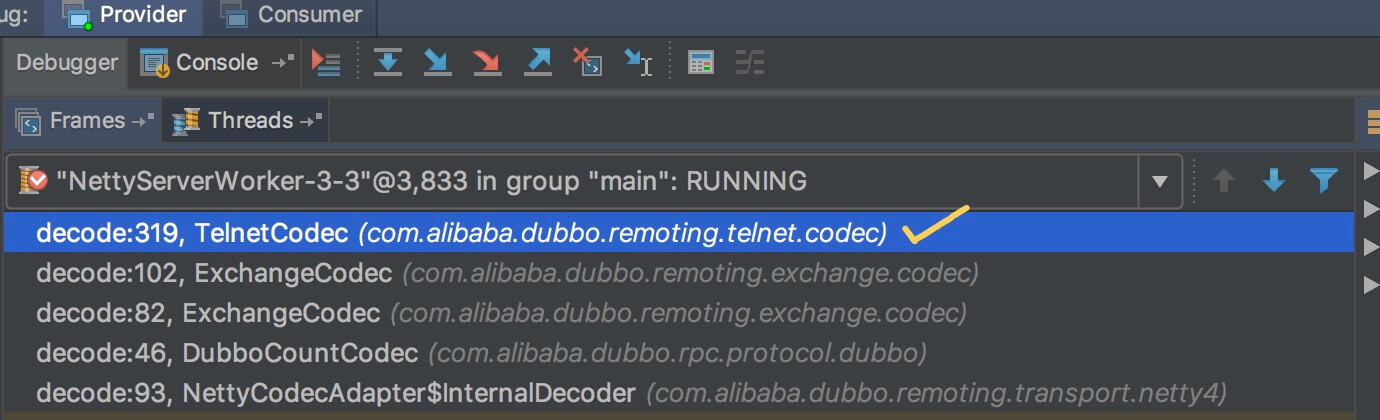 ug: Provider Consumer
Debugger Console
Frames Threads
"NettyServerWorker-3-3"@3,833 in group "main": RUNNING
decode:319, TelnetCodec (com.alibaba.dubbo.remoting.telnet.codec)
decode:102, ExchangeCodec (com.alibaba.dubbo.remoting.exchange.codec)
decode:82, ExchangeCodec (com.alibaba.dubbo.remoting.exchange.codec)
decode:46, DubboCountCodec (com.alibaba.dubbo.rpc.protocol.dubbo)
decode:93, NettyCodecAdapter$InternalDecoder (com.alibaba.dubbo.remoting.transport.netty4)